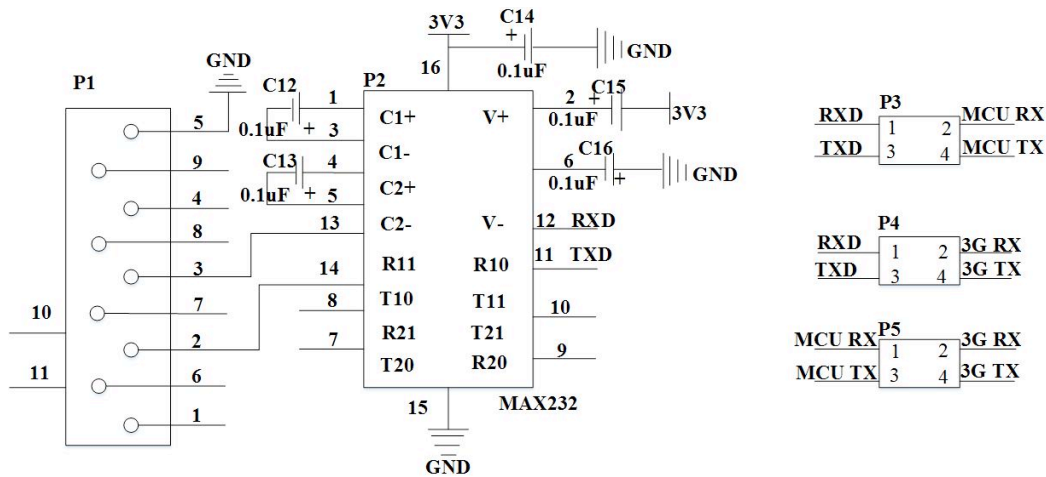 3V3
C14
+
GND
0.1uF
16
GND
P1
C12
P2
C15
1
C1+
V+
2
+
0.1uF
3V3
5
0.1uF
+
3
C1-
9
C13
4
6
C16
GND
4
0.1uF
+
5
C2+
0.1uF
+
8
13
C2-
V-
12
RXD
3
14
R11
R10
11
TXD
7
8
T10
T11
10
10
2
7
R21
T21
11
6
T20
R20
9
1
15
MAX232
GND
P3
RXD
1
2
MCU RX
TXD
3
4
MCU TX
P4
RXD
1
2
3G RX
TXD
3
4
3G TX
P5
MCU RX
1
2
3G RX
MCU TX
3
4
3G TX